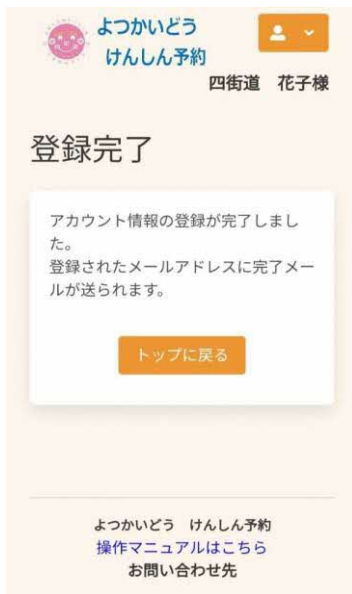 よつかいどう
けんしん予約
四街道　花子様
登録完了
アカウント情報の登録が完了しまし
た。
登録されたメールアドレスに完了メー
ルが送られます。
トップに戻る
よつかいどう　けんしん予約
操作マニュアルはこちら
お問い合わせ先